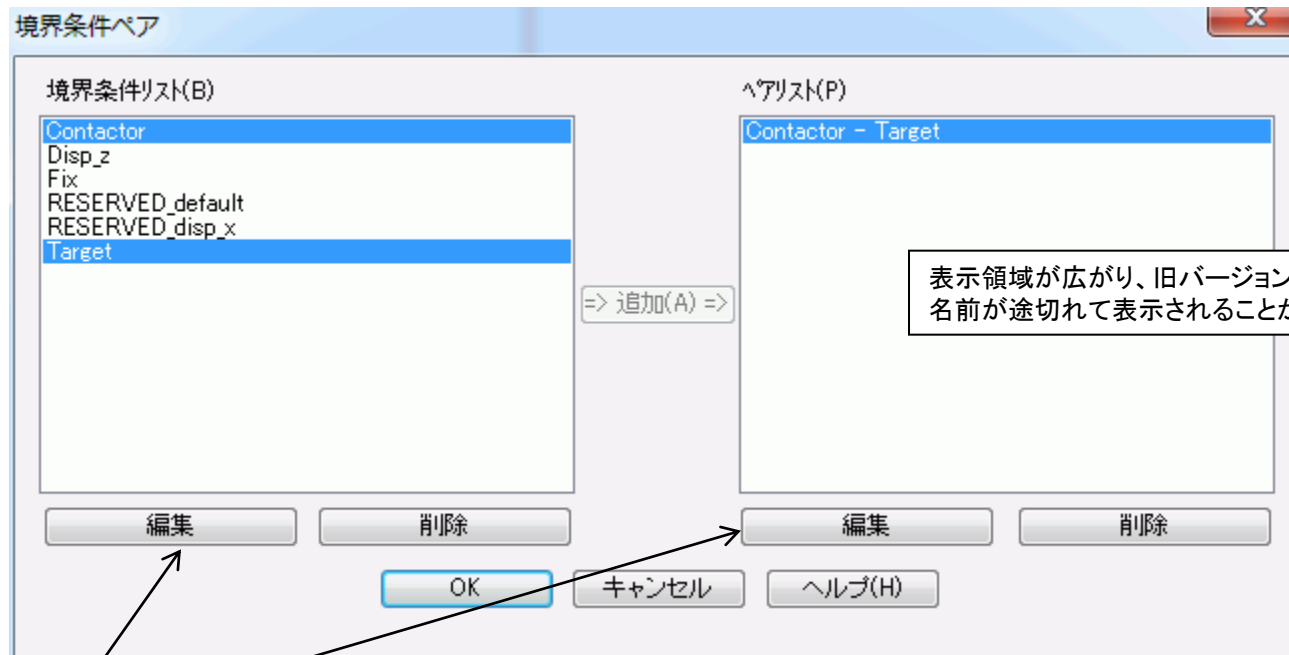 境界条件ペア
境界条件リスト(B)
ペアリスト(P)
Contactor
Disp_z
Fix
RESERVED_default
RESERVED_disp_x
Target
=> 追加(A) =>
Contactor - Target
表示領域が広がり、旧バージョン
名前が途切れて表示されること
編集
削除
編集
削除
OK
キャンセル
ヘルプ(H)